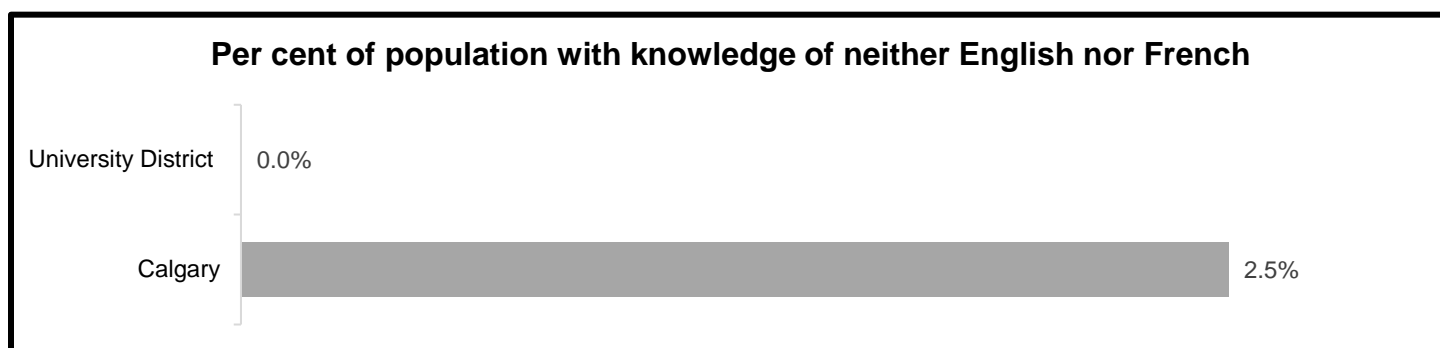 Per cent of population with knowledge of neither English nor French
University District
0.0%
Calgary
2.5%